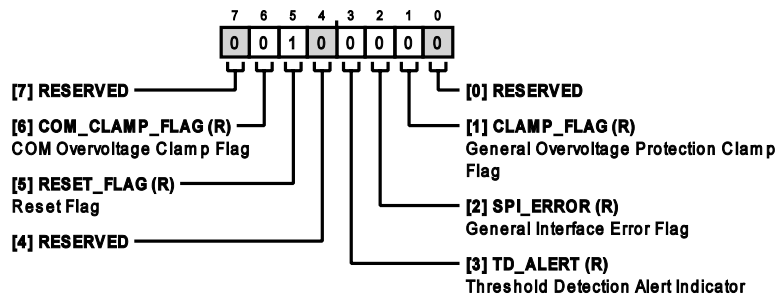 7 6 5 4 3 2 1 0
0 0 1 0 0 0 0 0
[7] RESERVED
[6] COM_CLAMP_FLAG (R)
COM Overvoltage Clamp Flag
[5] RESET_FLAG (R)
Reset Flag
[4] RESERVED
[0] RESERVED
[1] CLAMP_FLAG (R)
General Overvoltage Protection Clamp
Flag
[2] SPI_ERROR (R)
General Interface Error Flag
[3] TD_ALERT (R)
Threshold Detection Alert Indicator